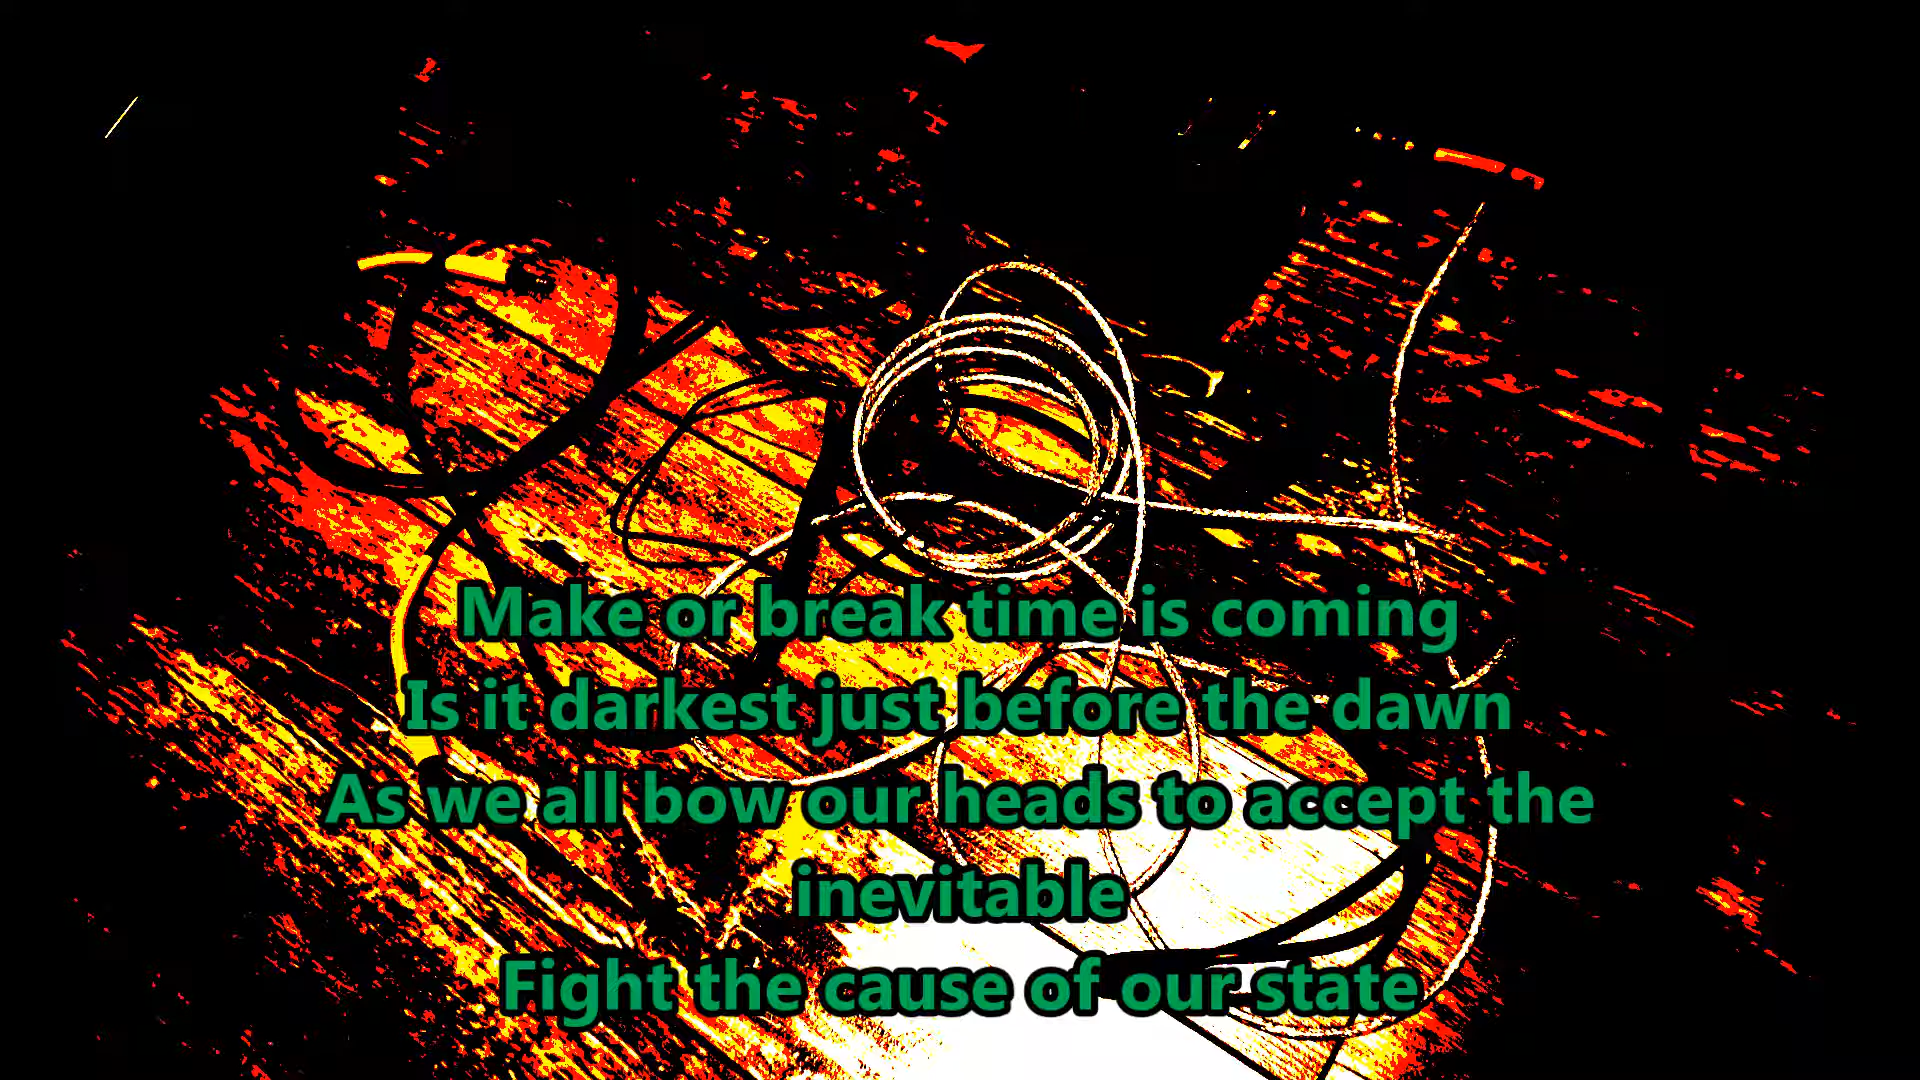 Make or break time is coming
Is it darkest just before the dawn
As we all bow our heads to accept the
inevitable
Fight the cause of our state